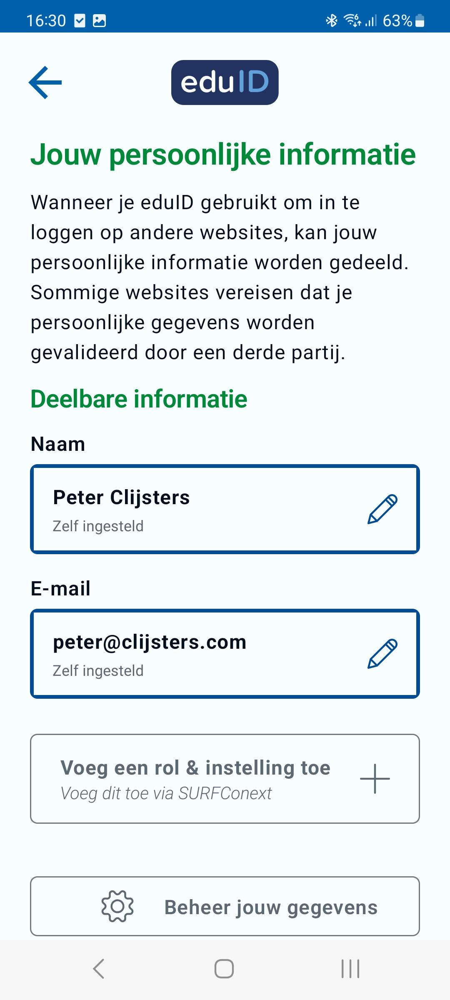 16:30
63%
eduID
Jouw persoonlijke informatie
Wanneer je eduID gebruikt om in te
loggen op andere websites, kan jouw
persoonlijke informatie worden gedeeld.
Sommige websites vereisen dat je
persoonlijke gegevens worden
gevalideerd door een derde partij.
Deelbare informatie
Naam
Peter Clijsters
Zelf ingesteld
E-mail
peter@clijsters.com
Zelf ingesteld
Voeg een rol & instelling toe
Voeg dit toe via SURFConext
Beheer jouw gegevens